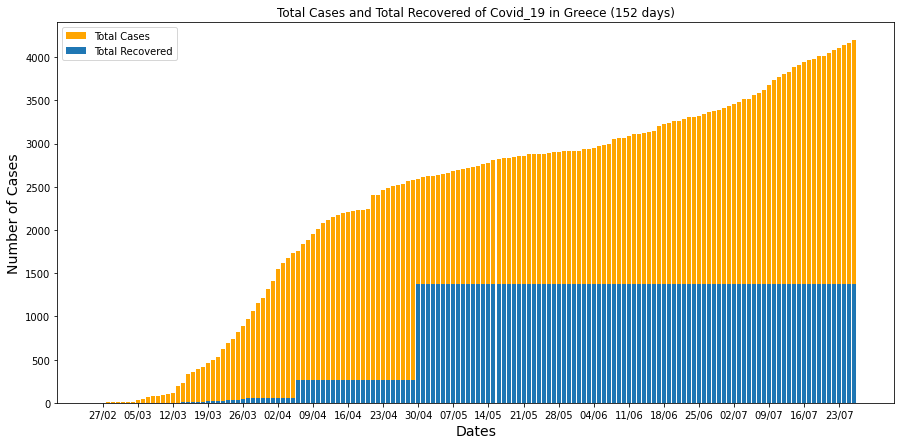 Total Cases and Total Recovered of Covid_19 in Greece (152 days)
Total Cases
Total Recovered
Number of Cases
4000
3500
3000
2500
2000
1500
1000
500
0
27/02 05/03 12/03 19/03 26/03 02/04 09/04 16/04 23/04 30/04 07/05 14/05 21/05 28/05 04/06 11/06 18/06 25/06 02/07 09/07 16/07 23/07
Dates